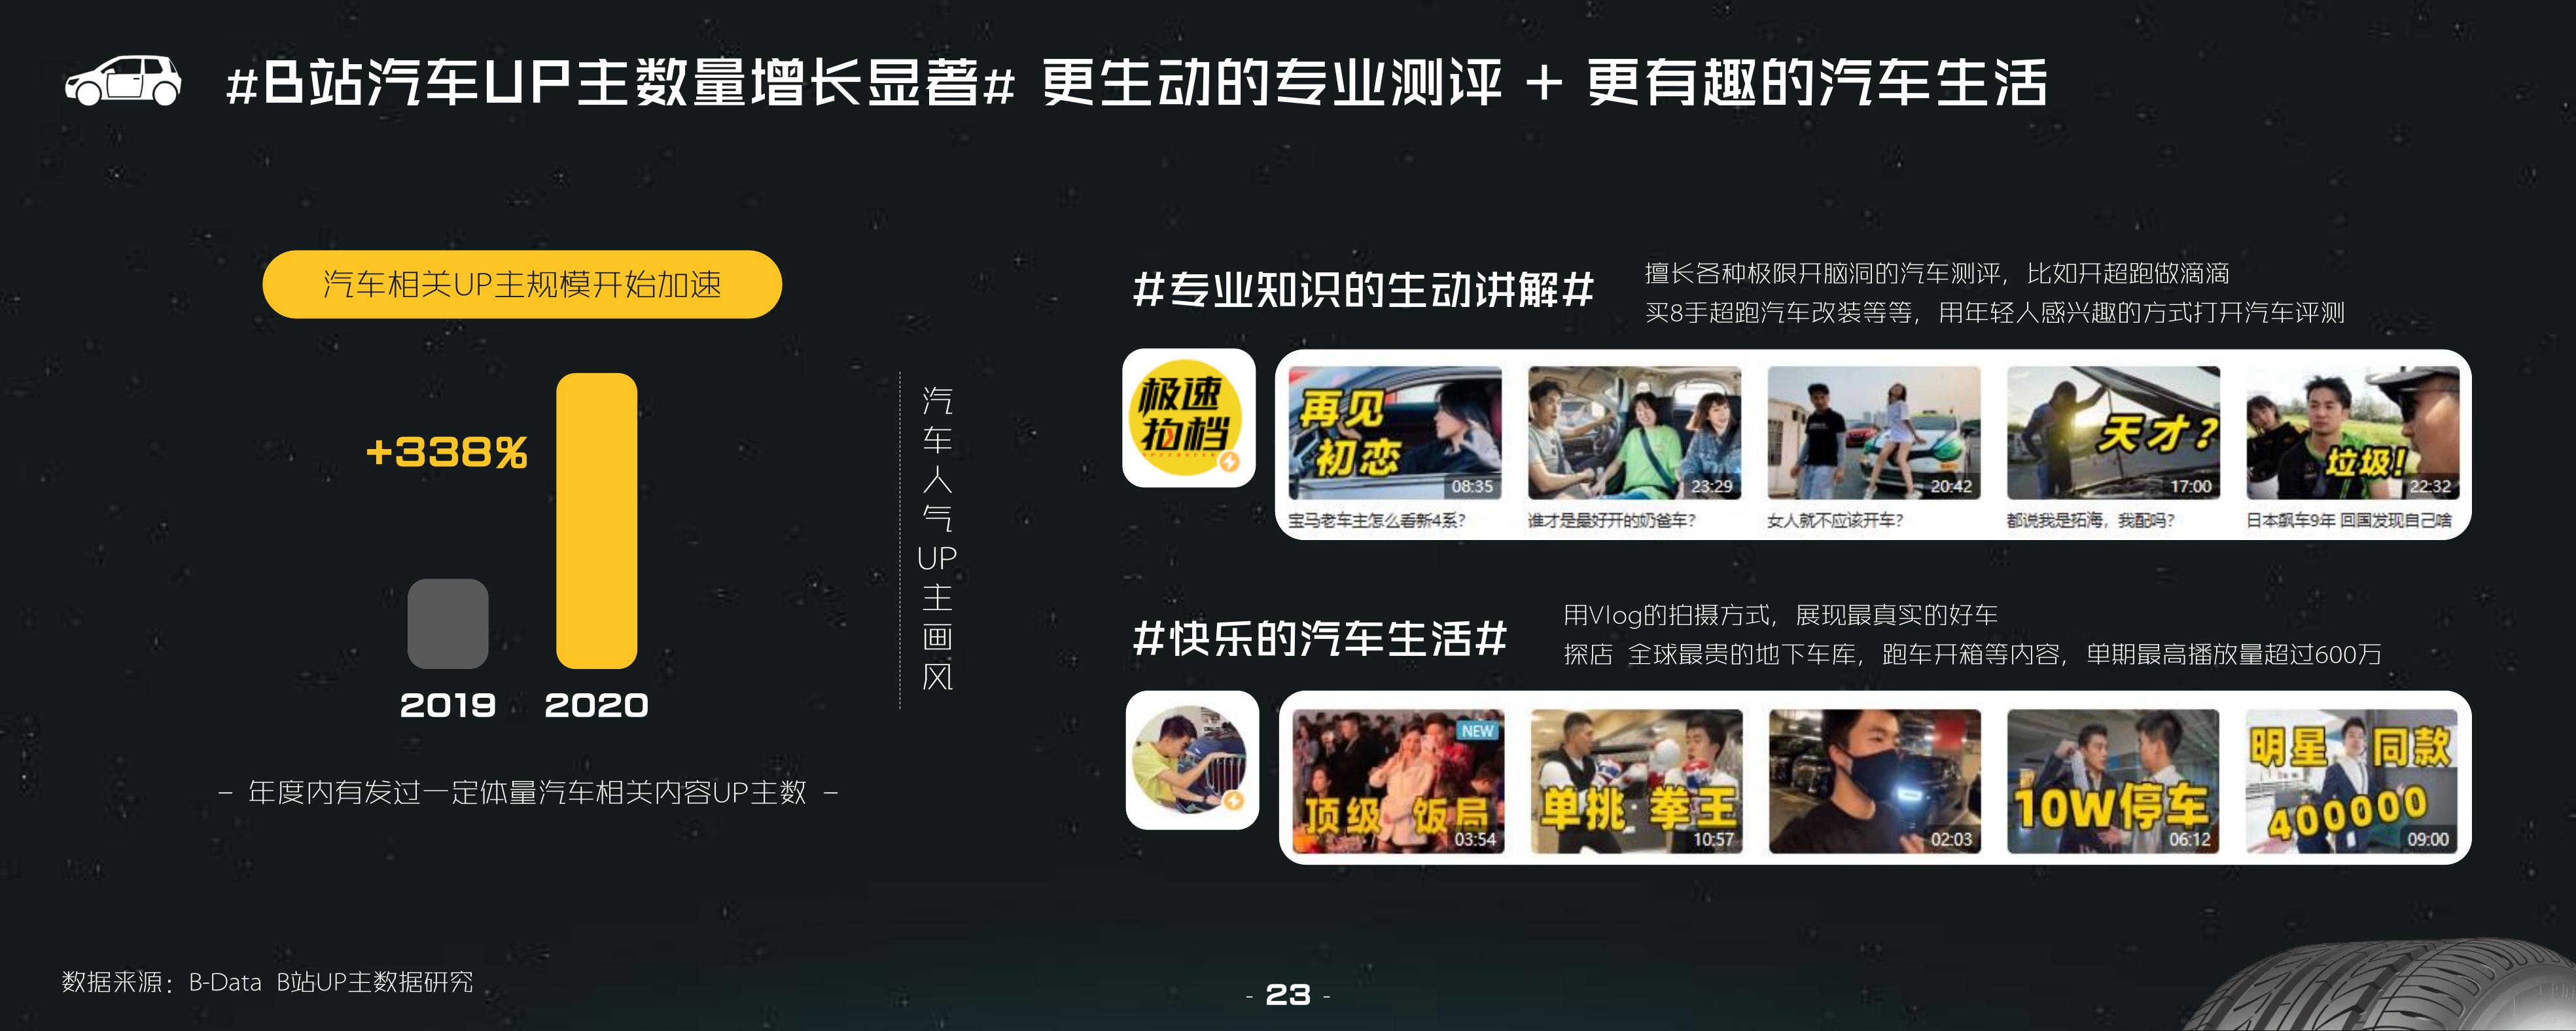 #B站汽车UP主数量增长显著# 更生动的专业测评 + 更有趣的汽车生活
汽车相关UP主规模开始加速
+338%
2019 2020
- 年度内有发过一定体量汽车相关内容UP主数 -
汽车人气UP主画风
#专业知识的生动讲解#
擅长各种极限开脑洞的汽车测评，比如开超跑做滴滴
买8手超跑汽车改装等等，用年轻人感兴趣的方式打开汽车评测
极速
拍档
再见
初恋
08:35
23:29
20:42
天才?
17:00
垃圾!
22:32
宝马老车主怎么看新4系?
谁才是最好开的奶爸车?
女人就不应该开车?
都说我是拓海，我配吗?
日本飙车9年 回国发现自己啥
#快乐的汽车生活#
用Vlog的拍摄方式，展现最真实的好车
探店 全球最贵的地下车库，跑车开箱等内容，单期最高播放量超过600万
NEW
顶级 饭局
03:54
单挑 拳王
10:57
02:03
10W停车
06:12
明星 同款
400000
09:00
数据来源：B-Data B站UP主数据研究
- 23 -